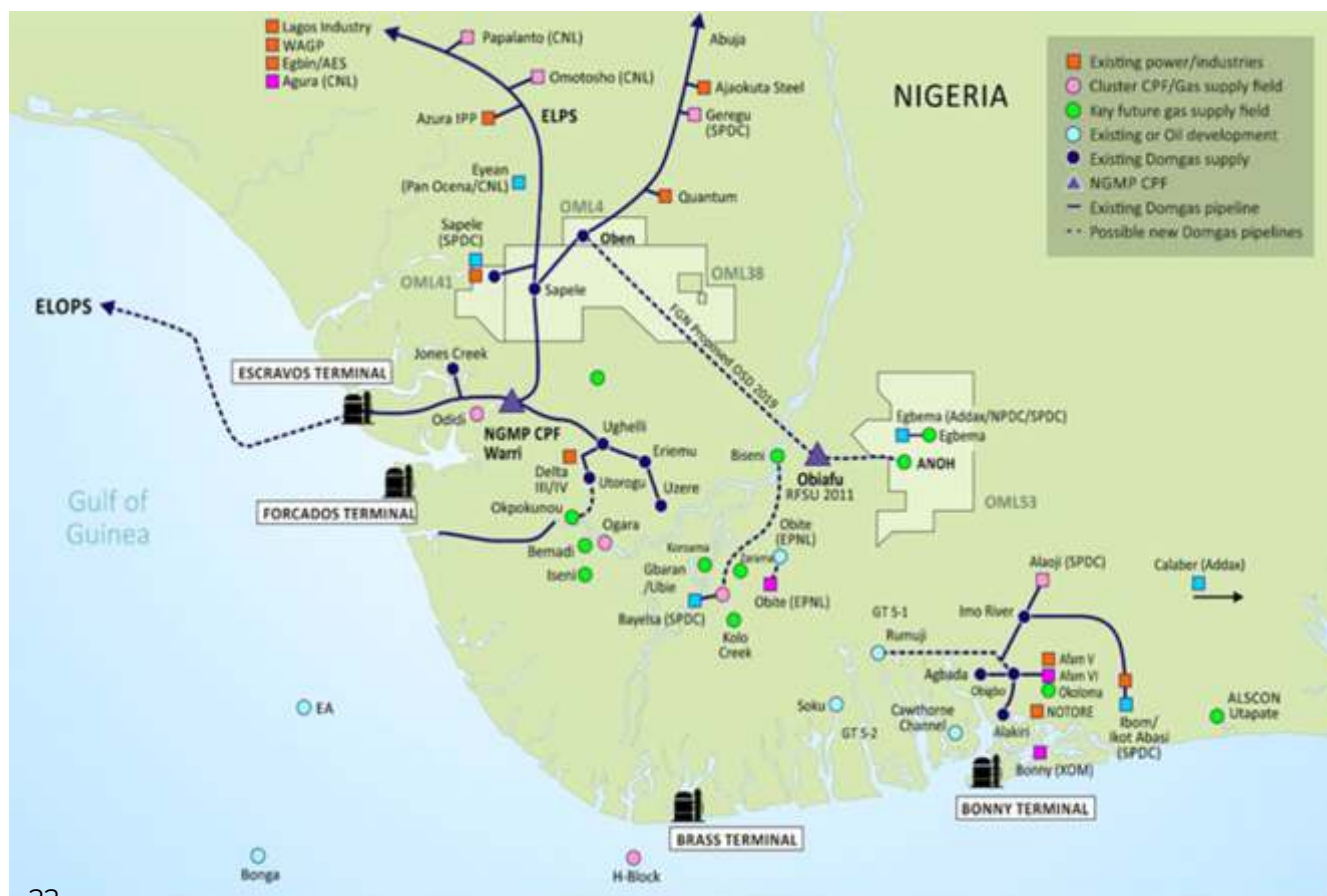 Lagos Industry
WAGP
Egbin/AES
Agura (CNL)
Papalanto (CNL)
Omotosho (CNL)
Azura IPP
ELPS
Abuja
Ajaokuta Steel
Geregu
(SPDC)
Quantum
NIGERIA
Existing power/industries
Cluster CPF/Gas supply field
Key future gas supply field
Existing or Oil development
Existing Domgas supply
NGMP CPF
Existing Domgas pipeline
Possible new Domgas pipelines
Eyean
(Pan Ocena/CNL)
Sapele
(SPDC)
OML4
Oben
OML41
OML38
Sapele
ELOPS
FGN Proposed OSD 2019
Jones Creek
ESCRAVOS TERMINAL
Odidi
NGMP CPF
Warri
Ughelli
Eriemu
Uzere
Delta
III/IV
Utorogu
Okpokunou
FORCADOS TERMINAL
Gulf of
Guinea
Ogara
Bemadi
Iseni
Biseni
Obiafu
RFSU 2011
Egbema (Addax/NPDC/SPDC)
Egbema
ANOH
OML53
Konsama
Gbaran
/Ubie
Zarama
Obite
(EPNL)
Obite (EPNL)
Bayelsa (SPDC)
Kolo
Creek
Alaoji (SPDC)
Calaber (Addax)
GT 5-1
Imo River
Rumuji
Agbada
Obigbo
Afam V
Afam VI
Okoloma
NOTORE
Alakiri
Soku
GT 5-2
Cawthorne
Channel
Ibom/
Ikot Abasi
(SPDC)
ALSCON
Utapate
Bonny (XOM)
BONNY TERMINAL
BRASS TERMINAL
EA
Bonga
H-Block